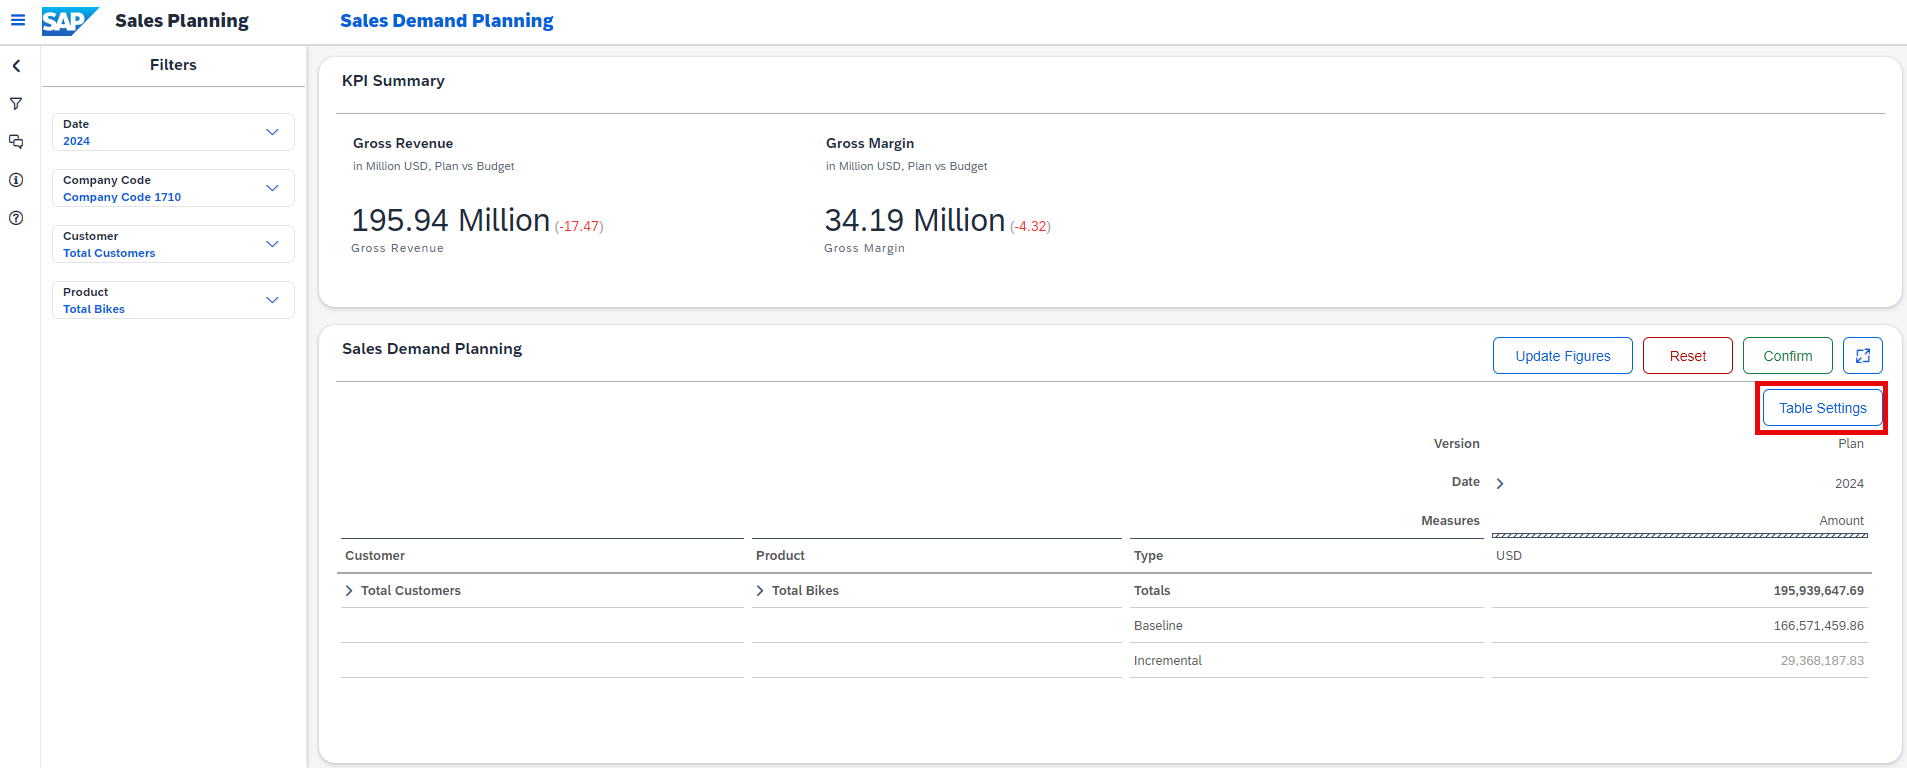 SAP Sales Planning Sales Demand Planning
Filters
Date
2024
Company Code
Company Code 1710
Customer
Total Customers
Product
Total Bikes
KPI Summary
Gross Revenue
in Million USD, Plan vs Budget
195.94 Million (-17.47)
Gross Revenue
Gross Margin
in Million USD, Plan vs Budget
34.19 Million (-4.32)
Gross Margin
Sales Demand Planning
Update Figures Reset Confirm
Table Settings
Version Plan
Date 2024
Measures Amount
Customer Product Type USD
Total Customers Total Bikes Totals 195,939,647.69
Baseline 166,571,459.86
Incremental 29,368,187.83